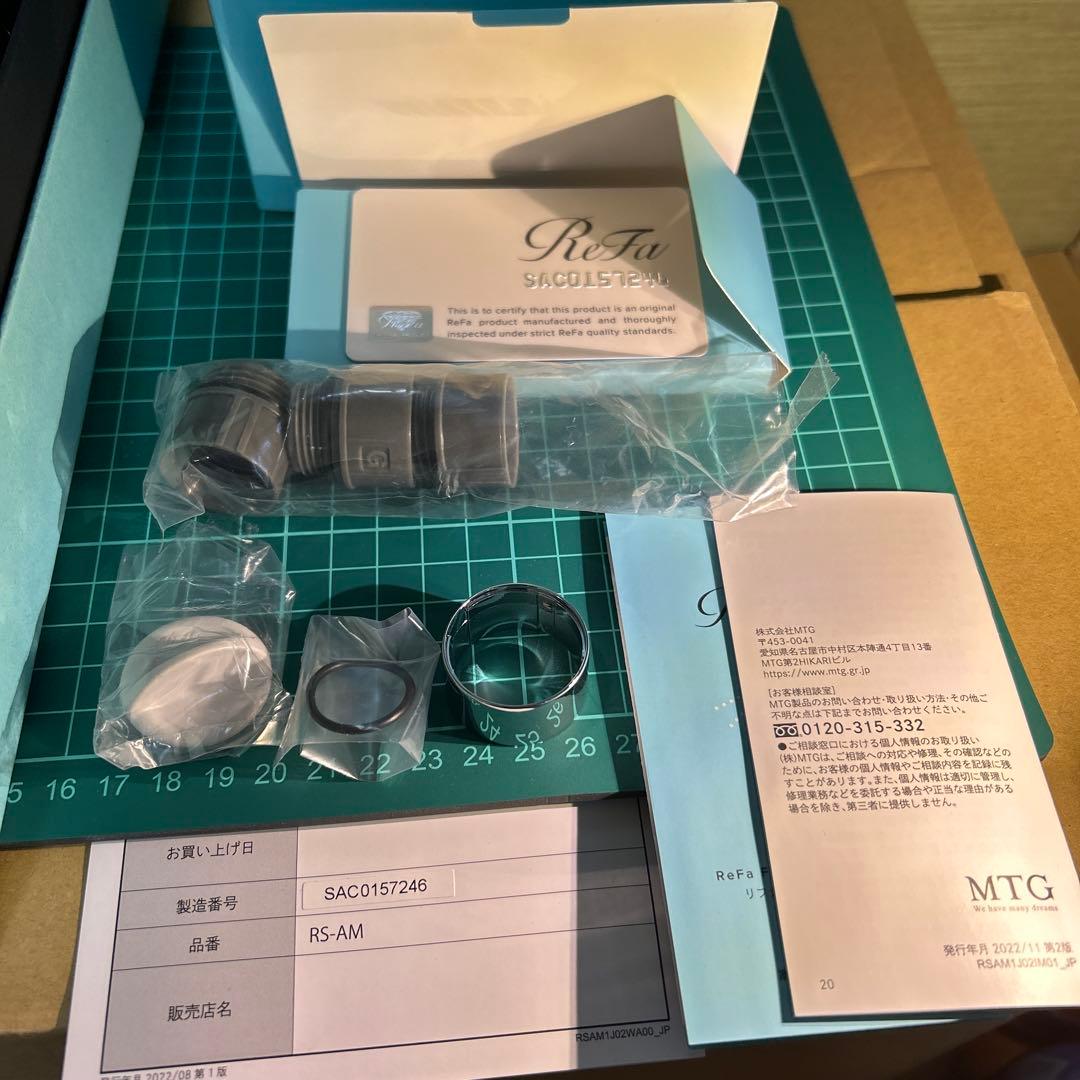 ReFa
SAC0157246
This is to certify that this product is an original
ReFa product manufactured and thoroughly
inspected under strict ReFa quality standards.
G
株式会社MTG
〒453-0041
愛知県名古屋市中村区本陣通4丁目13番
MTG第2HIKARIビル
https://www.mtg.gr.jp
[お客様相談室]
MTG製品のお問い合わせ・取り扱い方法・その他ご
不明な点は下記までお問い合わせください。
0120-315-332
●ご相談窓口における個人情報のお取り扱い
(株)MTGは、ご相談への対応や修理、その確認などの
ために、お客様の個人情報やご相談内容を記録に残
すことがあります。また、個人情報は適切に管理し、
修理業務などを委託する場合や正当な理由がある
場合を除き、第三者に提供しません。
MTG
We have many dreams
発行年月 2022/11 第2版
RSAM1J02IM01_JP
20
ReFa F
リフ
16 17 18 19 20 21 22 23 24 25 26 27
お買い上げ日
製造番号 SAC0157246
品番 RS-AM
販売店名
RSAM1J02WA00_JP
発行年月 2022/08 第1版